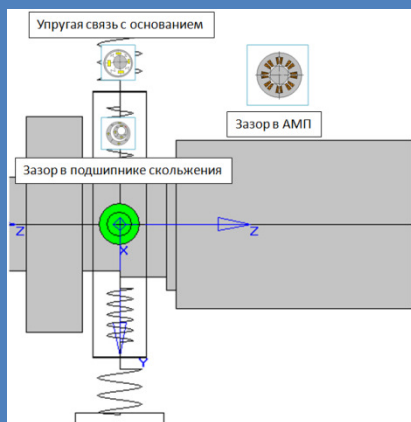 Упругая связь с основанием
Зазор в АМП
Зазор в подшипнике скольжения
Z
Z
X
Y